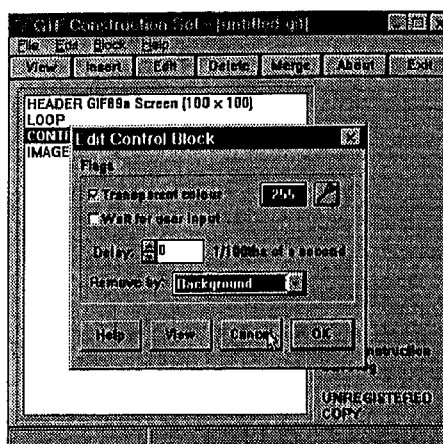 GIF Construction Set - [untitled.gif]
File Edit Block Help
View Insert Edit Delete Merge About Exit
HEADER GIF89a Screen (100 x 100)
LOOP
CONT
IMAGE
Edit Control Block
Flags
Transparent colour 255
Wait for user input
Delay: 0 1/100ths of a second
Remove by: Background
Help View Cancel OK
UNREGISTERED
COPY